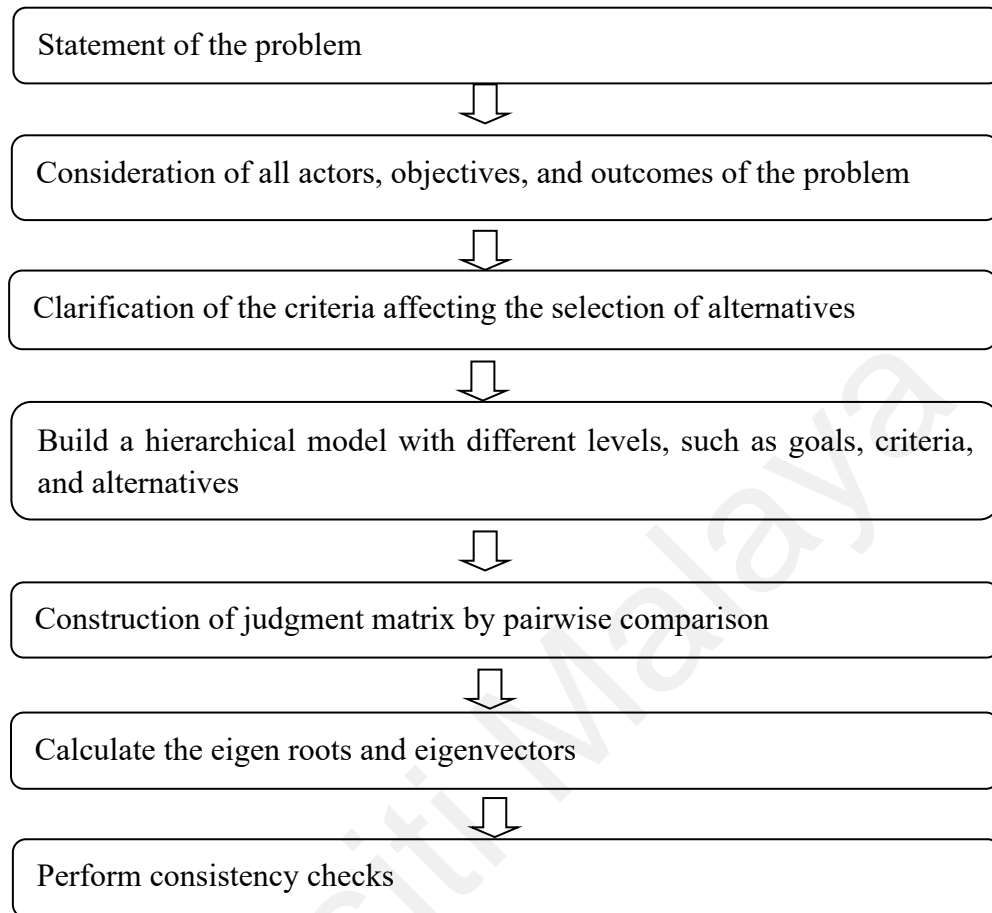 Statement of the problem
Consideration of all actors, objectives, and outcomes of the problem
Clarification of the criteria affecting the selection of alternatives
Build a hierarchical model with different levels, such as goals, criteria,
and alternatives
Construction of judgment matrix by pairwise comparison
Calculate the eigen roots and eigenvectors
Perform consistency checks
siti Malaya